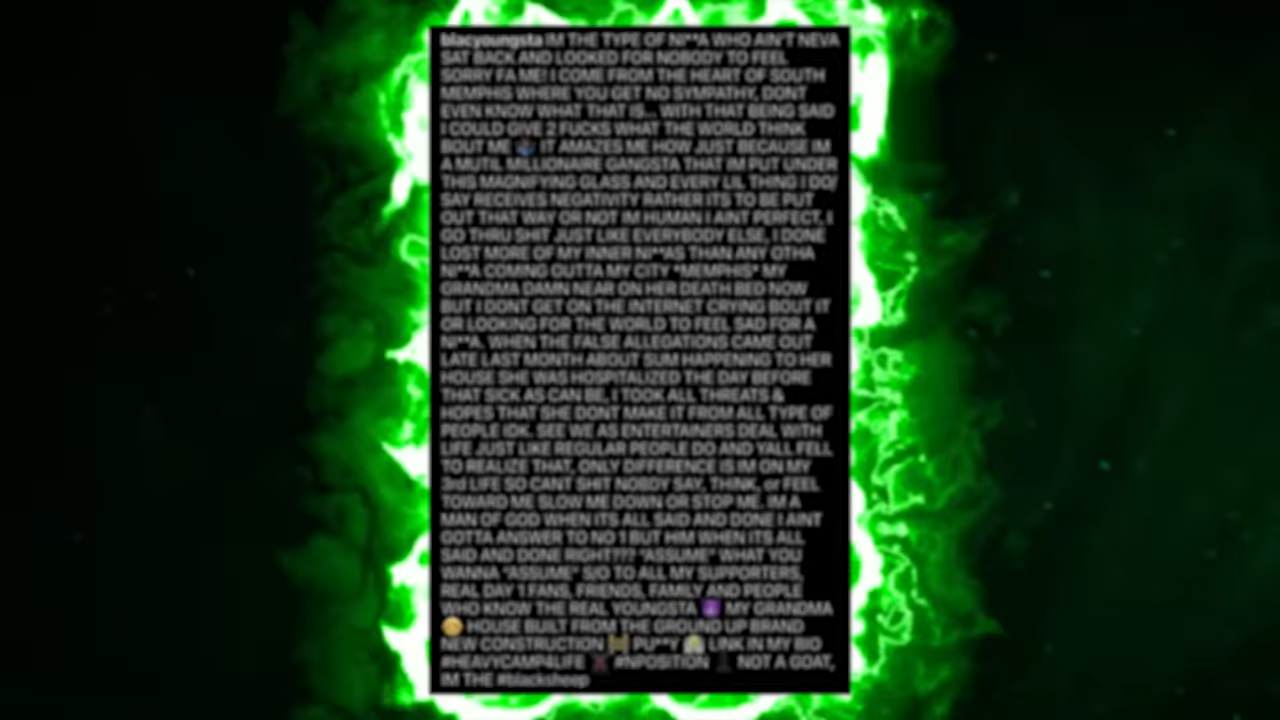 blacyoungsta IM THE TYPE OF NI**A WHO AIN'T NEVA
SAT BACK AND LOOKED FOR NOBODY TO FEEL
SORRY FA ME! I COME FROM THE HEART OF SOUTH
MEMPHIS WHERE YOU GET NO SYMPATHY, DONT
EVEN KNOW WHAT THAT IS... WITH THAT BEING SAID
I COULD GIVE 2 FUCKS WHAT THE WORLD THINK
BOUT ME IT AMAZES ME HOW JUST BECAUSE IM
A MUTIL MILLIONAIRE GANGSTA THAT IM PUT UNDER
THIS MAGNIFYING GLASS AND EVERY LIL THING I DO/
SAY RECEIVES NEGATIVITY RATHER ITS TO BE PUT
OUT THAT WAY OR NOT IM HUMAN I AINT PERFECT, I
GO THRU SHIT JUST LIKE EVERYBODY ELSE, I DONE
LOST MORE OF MY INNER NI**AS THAN ANY OTHA
NI**A COMING OUTTA MY CITY *MEMPHIS* MY
GRANDMA DAMN NEAR ON HER DEATH BED NOW
BUT I DONT GET ON THE INTERNET CRYING BOUT IT
OR LOOKING FOR THE WORLD TO FEEL SAD FOR A
NI**A. WHEN THE FALSE ALLEGATIONS CAME OUT
LATE LAST MONTH ABOUT SUM HAPPENING TO HER
HOUSE SHE WAS HOSPITALIZED THE DAY BEFORE
THAT SICK AS CAN BE, I TOOK ALL THREATS &
HOPES THAT SHE DONT MAKE IT FROM ALL TYPE OF
PEOPLE IDK. SEE WE AS ENTERTAINERS DEAL WITH
LIFE JUST LIKE REGULAR PEOPLE DO AND YALL FELL
TO REALIZE THAT, ONLY DIFFERENCE IS IM ON MY
3rd LIFE SO CANT SHIT NOBDY SAY, THINK, or FEEL
TOWARD ME SLOW ME DOWN OR STOP ME. IM A
MAN OF GOD WHEN ITS ALL SAID AND DONE I AINT
GOTTA ANSWER TO NO 1 BUT HIM WHEN ITS ALL
SAID AND DONE RIGHT??? "ASSUME" WHAT YOU
WANNA "ASSUME" S/O TO ALL MY SUPPORTERS,
REAL DAY 1 FANS, FRIENDS, FAMILY AND PEOPLE
WHO KNOW THE REAL YOUNGSTA 😈 MY GRANDMA
HOUSE BUILT FROM THE GROUND UP BRAND
NEW CONSTRUCTION PU**Y LINK IN MY BIO
#HEAVYCAMP4LIFE #NPOSITION NOT A GOAT,
IM THE #blacksheep